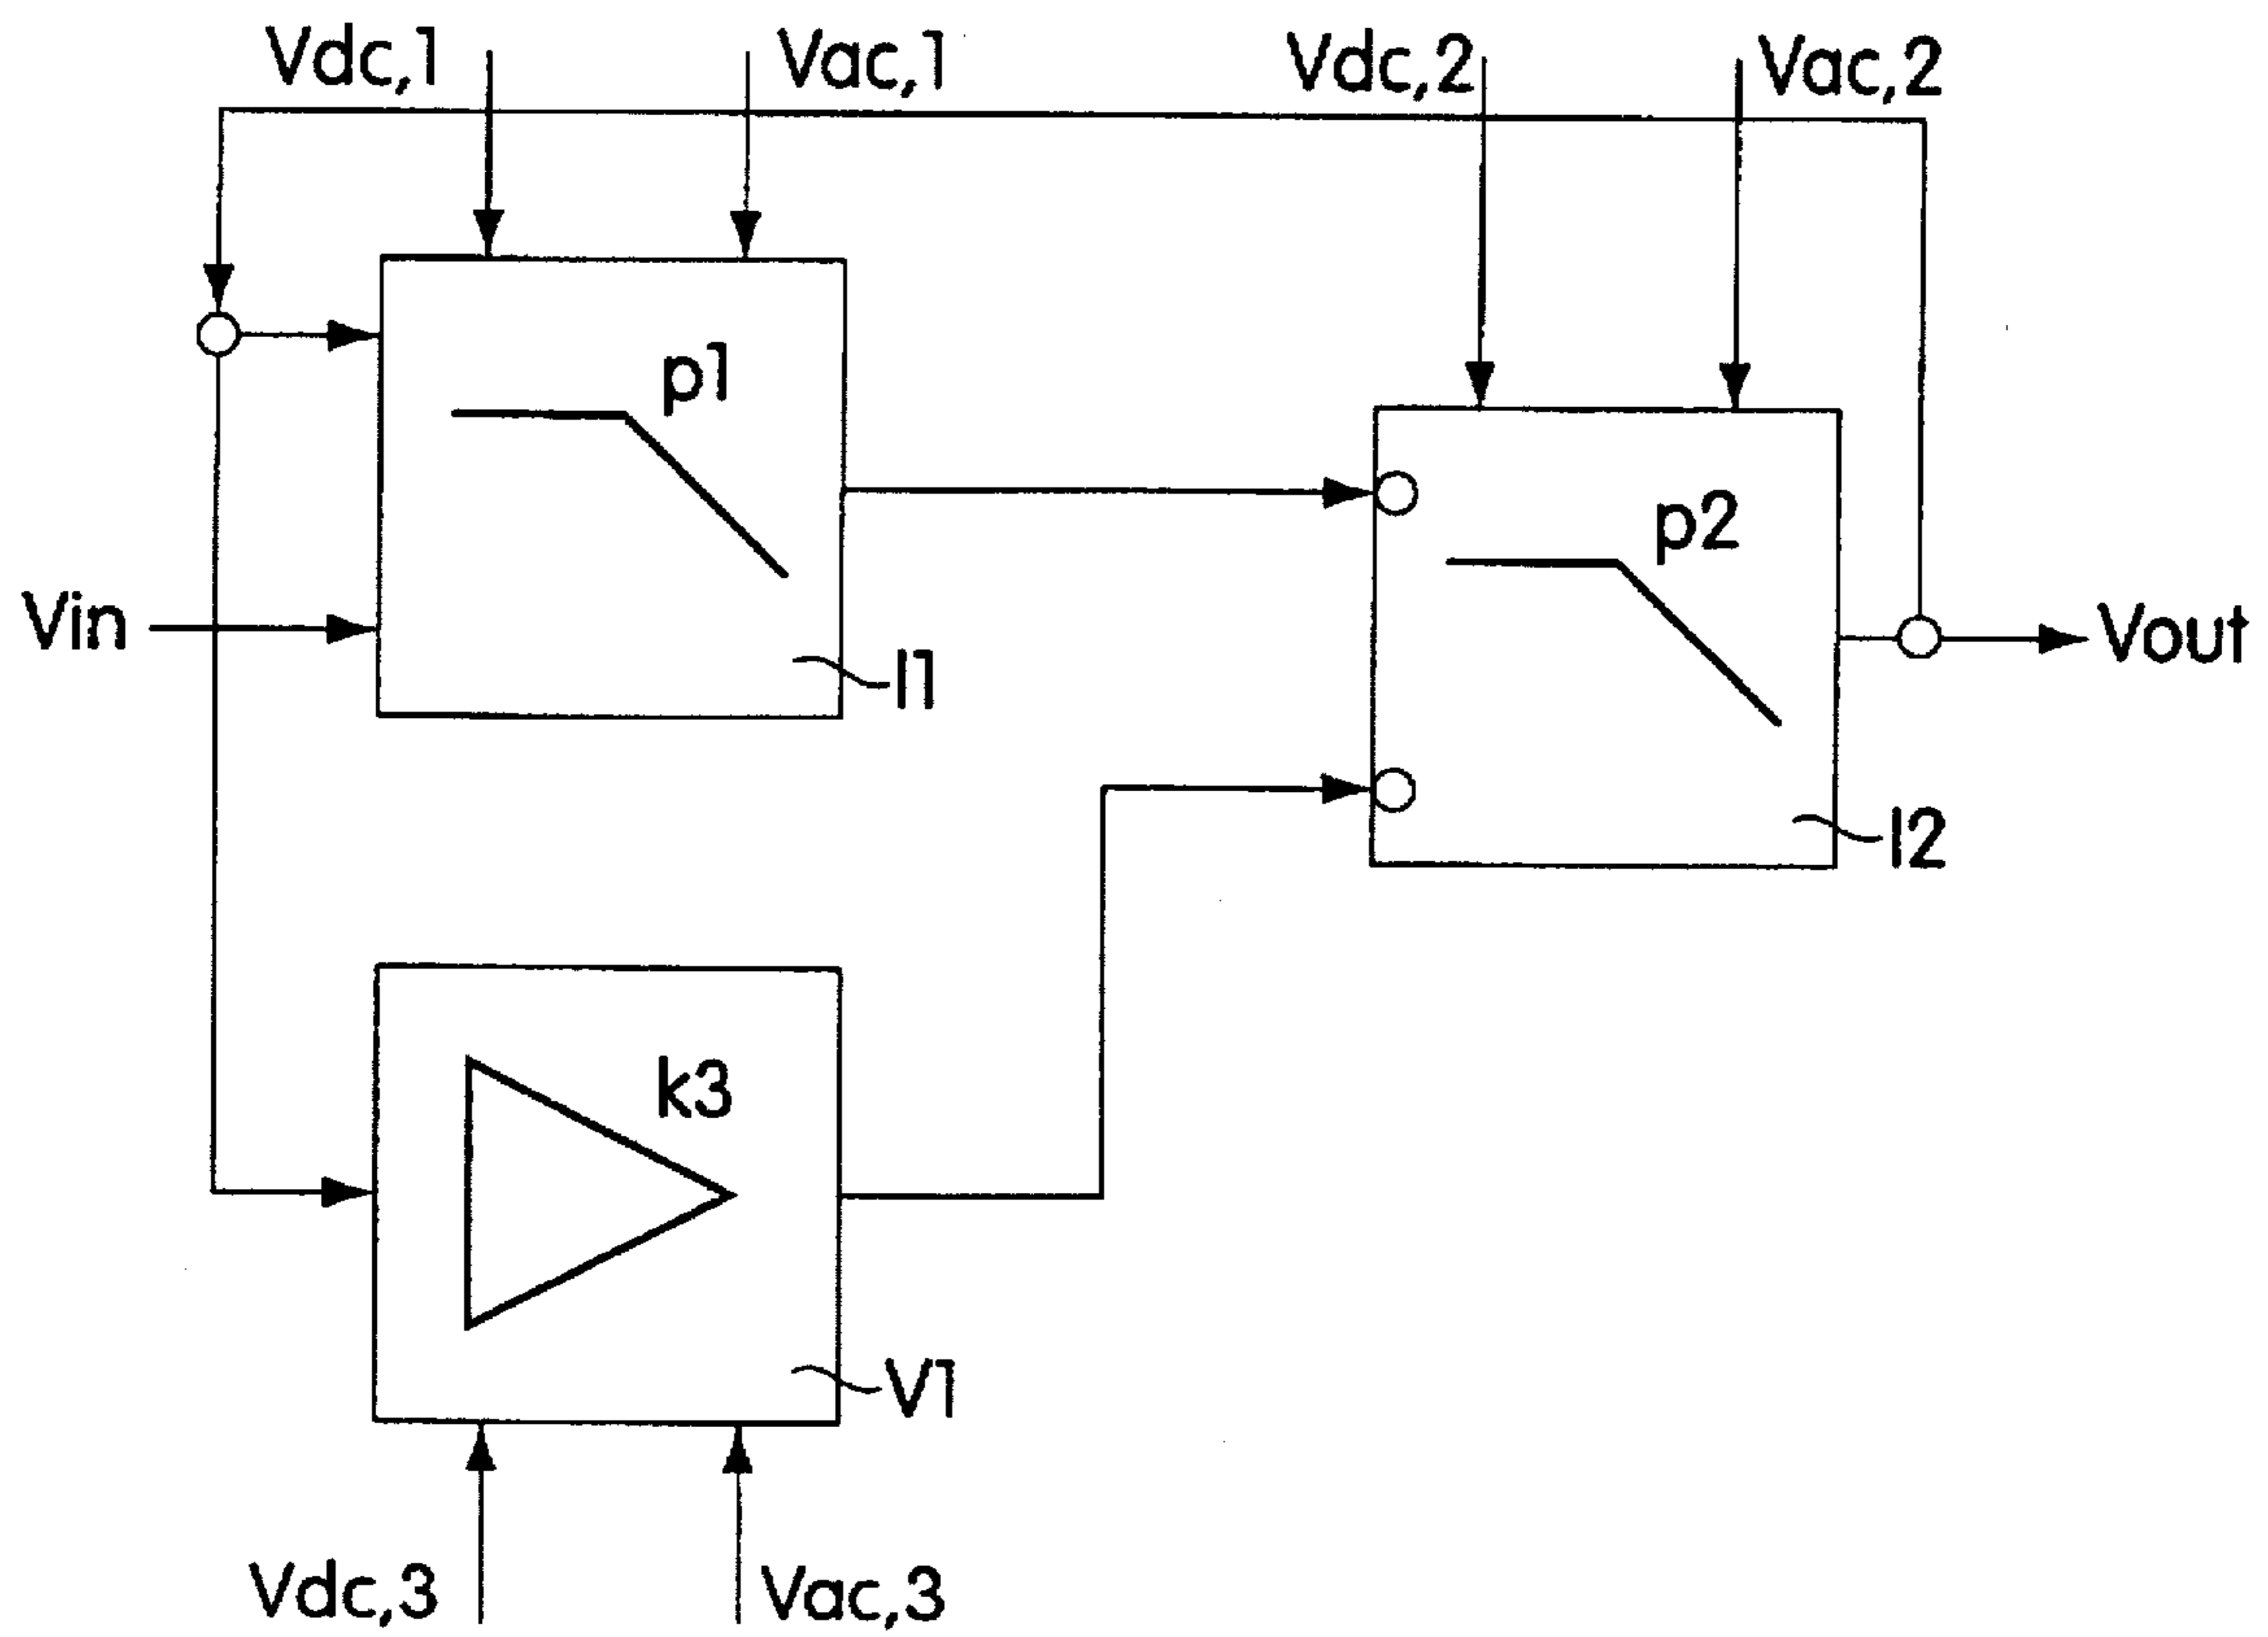 Vdc,1
Vac,1
Vdc,2
Vac,2
p1
p2
Vin
Vout
I1
I2
k3
V1
Vdc,3
Vac,3